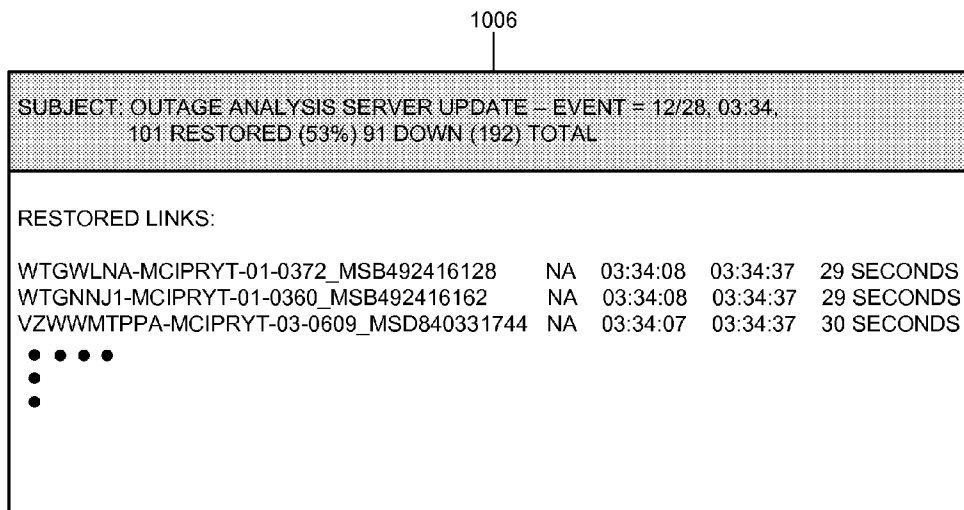 1006
SUBJECT: OUTAGE ANALYSIS SERVER UPDATE – EVENT = 12/28, 03:34,
101 RESTORED (53%) 91 DOWN (192) TOTAL
RESTORED LINKS:
WTGWLNA-MCIPRYT-01-0372_MSB492416128 NA 03:34:08 03:34:37 29 SECONDS
WTGNNJ1-MCIPRYT-01-0360_MSB492416162 NA 03:34:08 03:34:37 29 SECONDS
VZWWMTPPA-MCIPRYT-03-0609_MSD840331744 NA 03:34:07 03:34:37 30 SECONDS